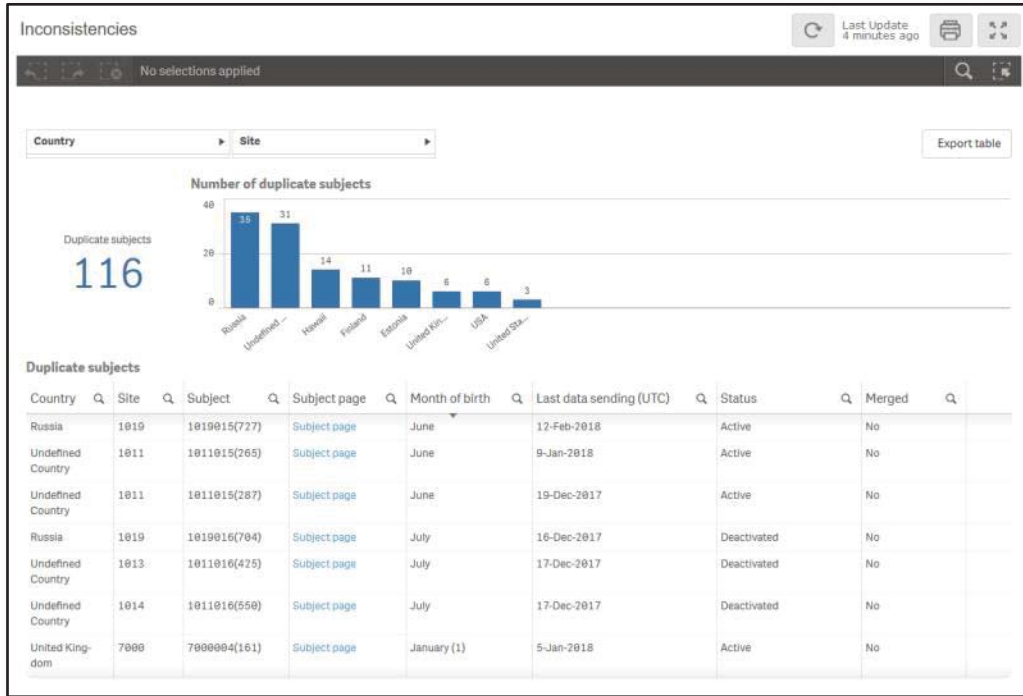 Inconsistencies
Last Update
4 minutes ago
No selections applied
Country
Site
Export table
Number of duplicate subjects
Duplicate subjects
116
40
20
0
35
31
14
11
10
6
6
3
Russia
Undefined ...
Hawaii
Finland
Estonia
United Kin...
USA
United Sta...
Duplicate subjects
Country Site Subject Subject page Month of birth Last data sending (UTC) Status Merged
Russia 1019 1019015(727) Subject page June 12-Feb-2018 Active No
Undefined 1011 1011015(265) Subject page June 9-Jan-2018 Active No
Country
Undefined 1011 1011015(287) Subject page June 19-Dec-2017 Active No
Country
Russia 1019 1019016(704) Subject page July 16-Dec-2017 Deactivated No
Undefined 1013 1011016(425) Subject page July 17-Dec-2017 Deactivated No
Country
Undefined 1014 1011016(550) Subject page July 17-Dec-2017 Deactivated No
Country
United King- 7000 7000004(161) Subject page January (1) 5-Jan-2018 Active No
dom